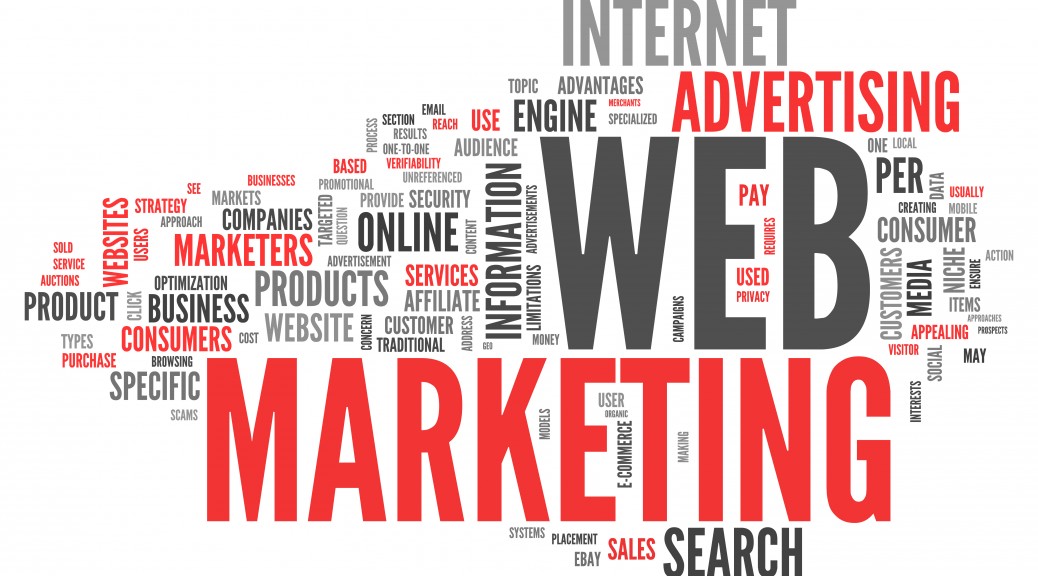 INTERNET
TOPIC
ADVANTAGES
ADVERTISING
MERCHANTS
ENGINE
SPECIALIZED
EMAIL
SECTION
REACH
USE
PROCESS
RESULTS
ONE-TO-ONE
AUDIENCE
WEB
ONE
LOCAL
BASED
VERIFIABILITY
UNREFERENCED
PER
DATA
USUALLY
SEE
BUSINESSES
PROMOTIONAL
MARKETS
PROVIDE
SECURITY
INFORMATION
ADVERTISEMENTS
PAY
CREATING
MOBILE
WEBSITES
STRATEGY
APPROACH
COMPANIES
TARGETED
QUESTION
ONLINE
CONTENT
REQUIRES
CONSUMER
USERS
MARKETERS
SOLD
SERVICE
AUCTIONS
ADVERTISEMENT
SERVICES
USED
PRIVACY
CUSTOMERS
MEDIA
NICHE
ENSURE
ACTION
OPTIMIZATION
PRODUCTS
AFFILIATE
LIMITATIONS
PRODUCT
CLICK
BUSINESS
CAMPAIGNS
ITEMS
APPROACHES
WEBSITE
CONCERN
CUSTOMER
ADDRESS
TYPES
CONSUMERS
COST
TRADITIONAL
GEO
MONEY
APPEALING
PROSPECTS
PURCHASE
BROWSING
VISITOR
SOCIAL
MAY
SPECIFIC
MARKETING
SCAMS
MODELS
USER
ORGANIC
E-COMMERCE
MAKING
INTERESTS
SYSTEMS
PLACEMENT
EBAY
SALES
SEARCH